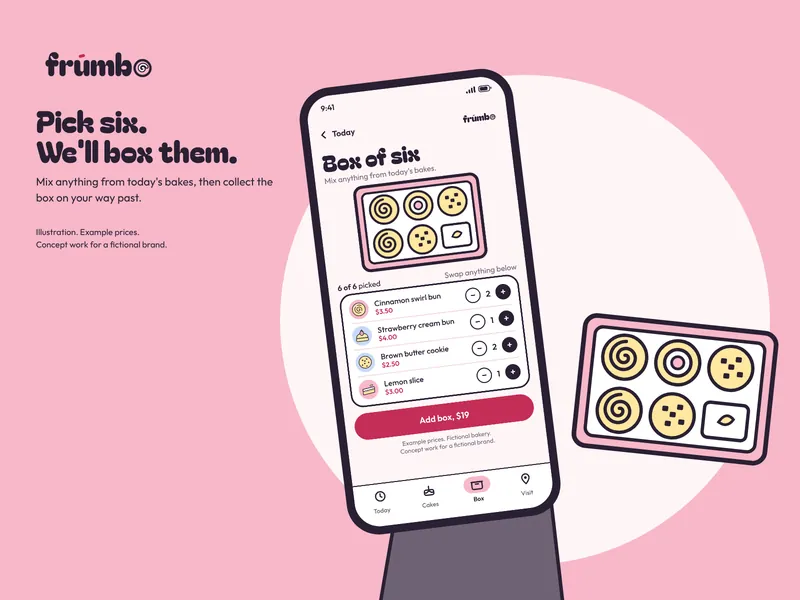 frúmbo
Pick six.
We'll box them.
Mix anything from today's bakes, then collect the
box on your way past.
Illustration. Example prices.
Concept work for a fictional brand.
9:41
Today
frúmbo
Box of six
Mix anything from today's bakes.
6 of 6 picked
Swap anything below
Cinnamon swirl bun
$3.50
− 2 +
Strawberry cream bun
$4.00
− 1 +
Brown butter cookie
$2.50
− 2 +
Lemon slice
$3.00
− 1 +
Add box, $19
Example prices. Fictional bakery.
Concept work for a fictional brand.
Today
Cakes
Box
Visit